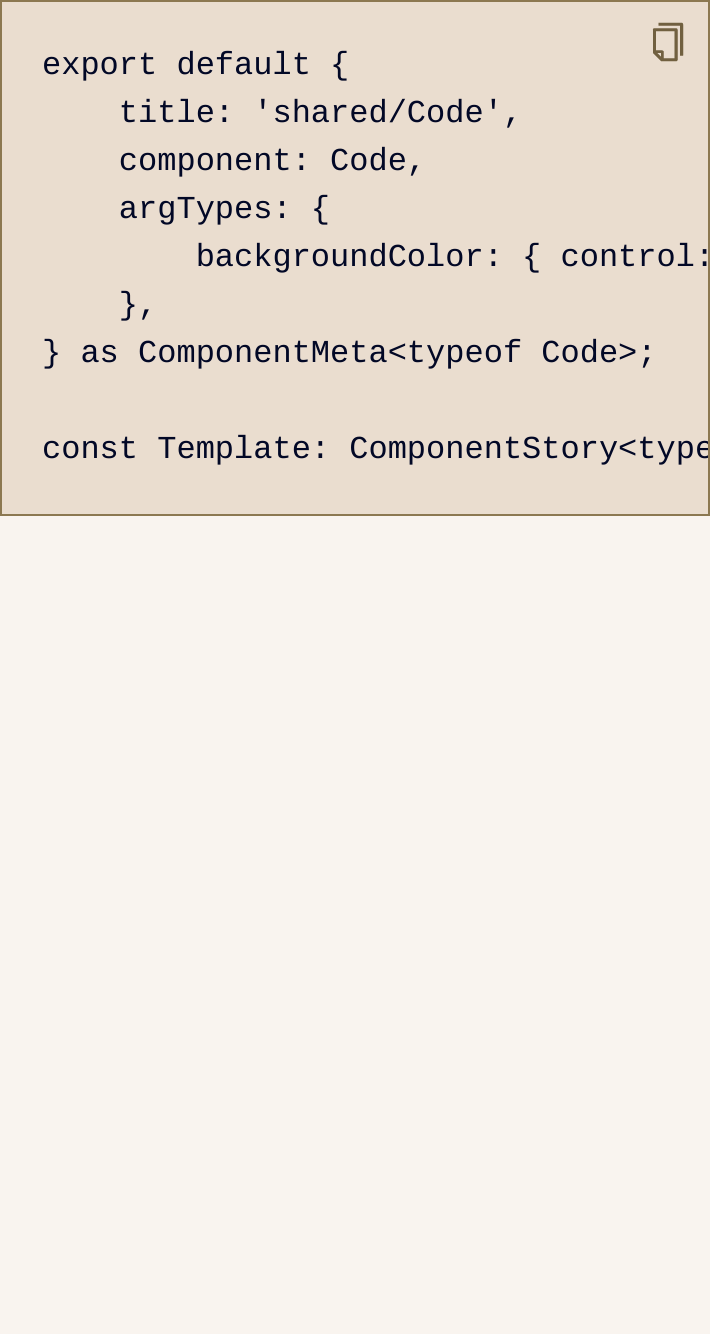 export default {
    title: 'shared/Code',
    component: Code,
    argTypes: {
        backgroundColor: { control:
    },
} as ComponentMeta<typeof Code>;

const Template: ComponentStory<type